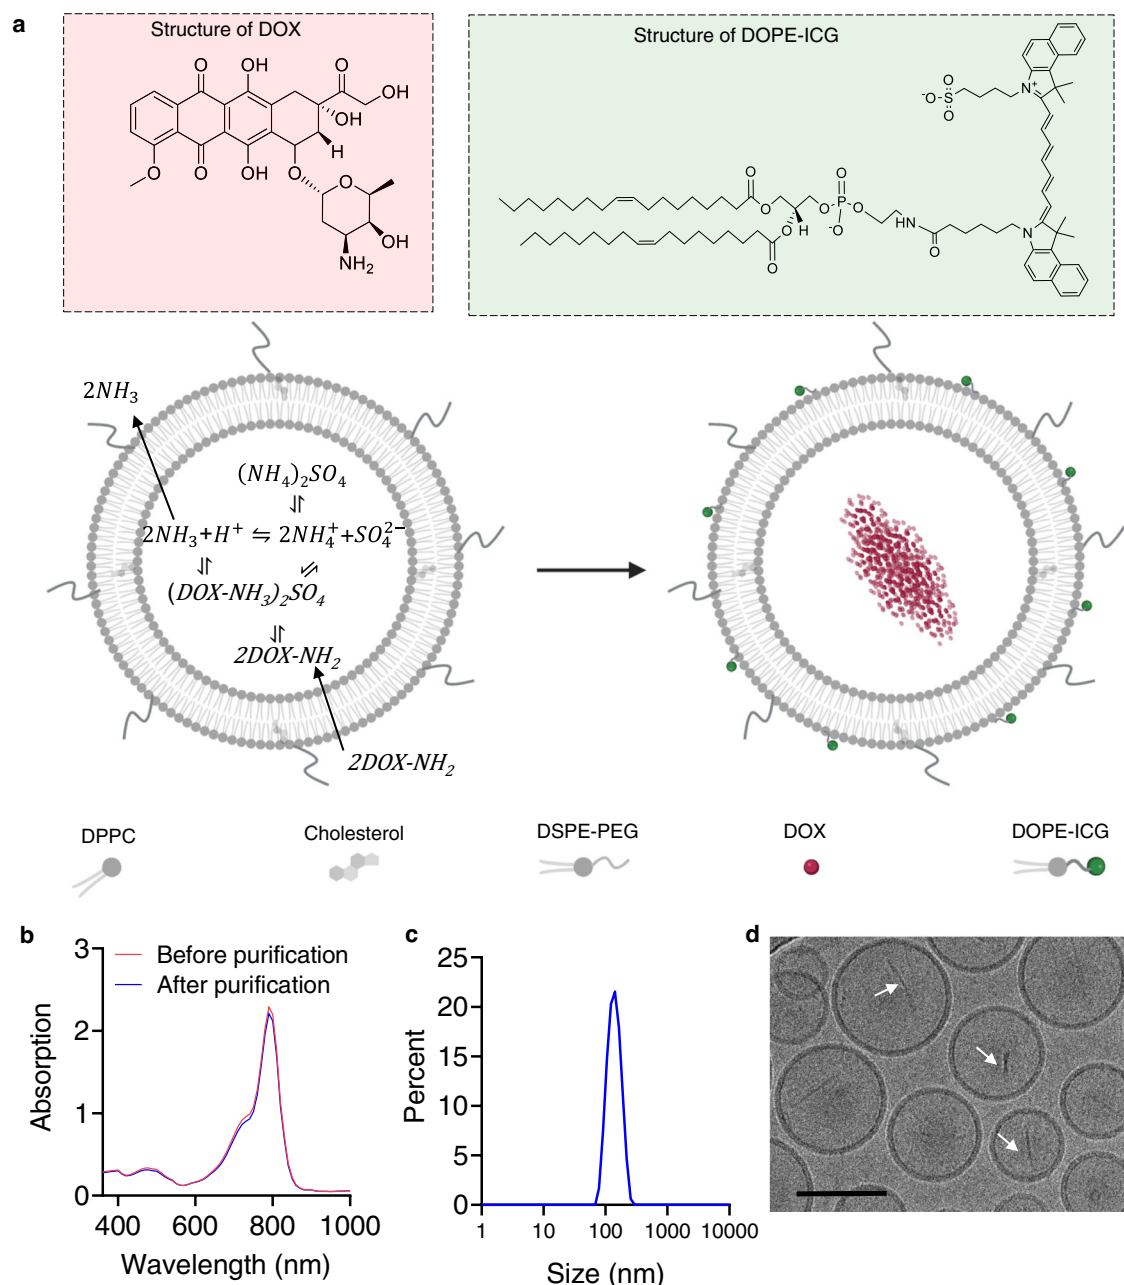 a
Structure of DOX
O
OH
O
OH
OH
H
O
O
OH
O
O
OH
NH₂
Structure of DOPE-ICG
O
⁻O-S
O
N⁺
O
O
O
H
O
O
O
P
O
⁻O
HN
O
N
2NH₃
(NH₄)₂SO₄
⇌
2NH₃+H⁺ ⇋ 2NH₄⁺+SO₄²⁻
⇌ ⇌
(DOX-NH₃)₂SO₄
⇌
2DOX-NH₂
2DOX-NH₂
DPPC
Cholesterol
DSPE-PEG
DOX
DOPE-ICG
b
3
2
1
0
Absorption
Before purification
After purification
400 600 800 1000
Wavelength (nm)
c
25
20
15
10
5
0
Percent
1 10 100 1000 10000
Size (nm)
d